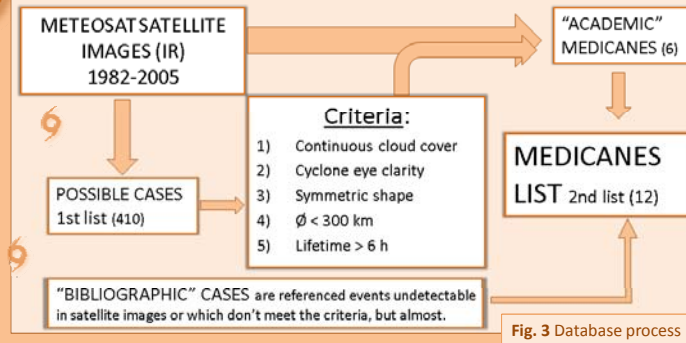 METEOSAT SATELLITE
IMAGES (IR)
1982-2005
"ACADEMIC"
MEDICANES (6)
Criteria:
1) Continuous cloud cover
2) Cyclone eye clarity
3) Symmetric shape
4) Ø < 300 km
5) Lifetime > 6 h
POSSIBLE CASES
1st list (410)
MEDICANES
LIST 2nd list (12)
"BIBLIOGRAPHIC" CASES are referenced events undetectable
in satellite images or which don't meet the criteria, but almost.
Fig. 3 Database process